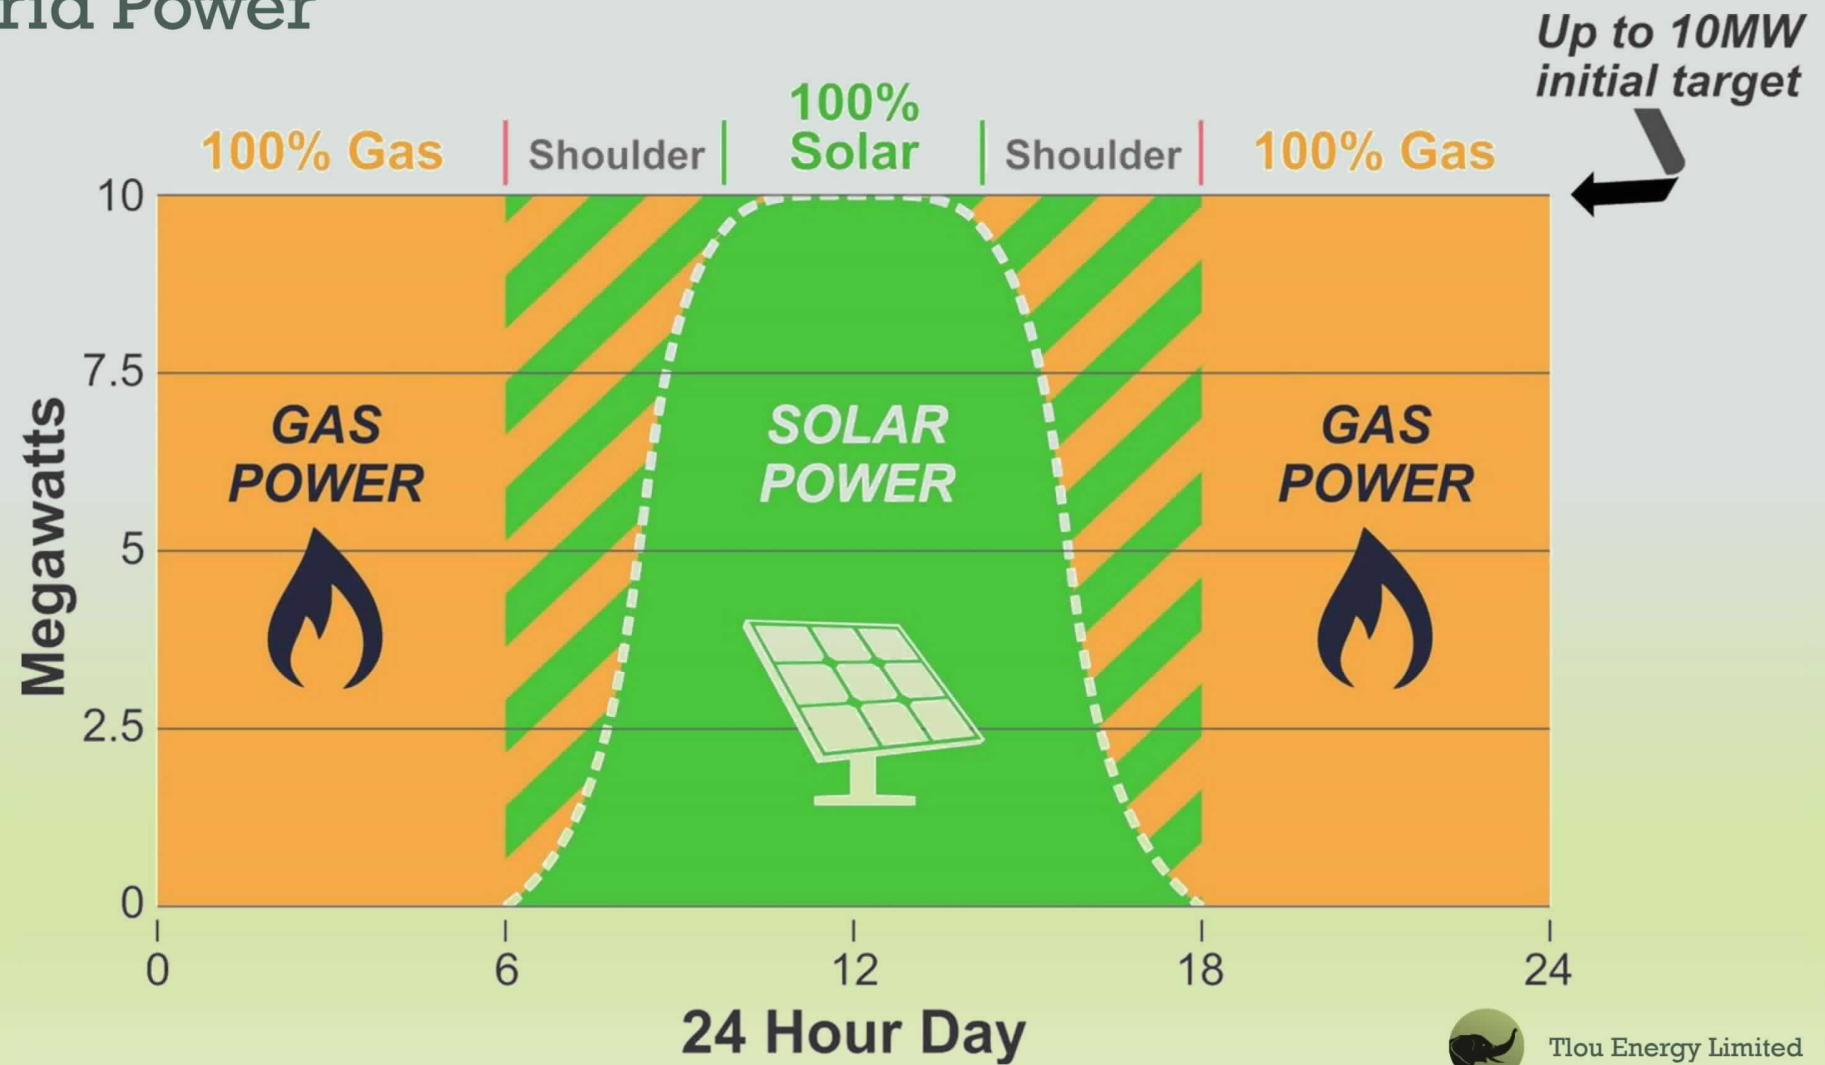 Power
Up to 10MW
initial target
100% Gas
Shoulder
100%
Solar
Shoulder
100% Gas
10
7.5
5
2.5
0
Megawatts
GAS
POWER
SOLAR
POWER
GAS
POWER
0
6
12
18
24
24 Hour Day
Tlou Energy Limited